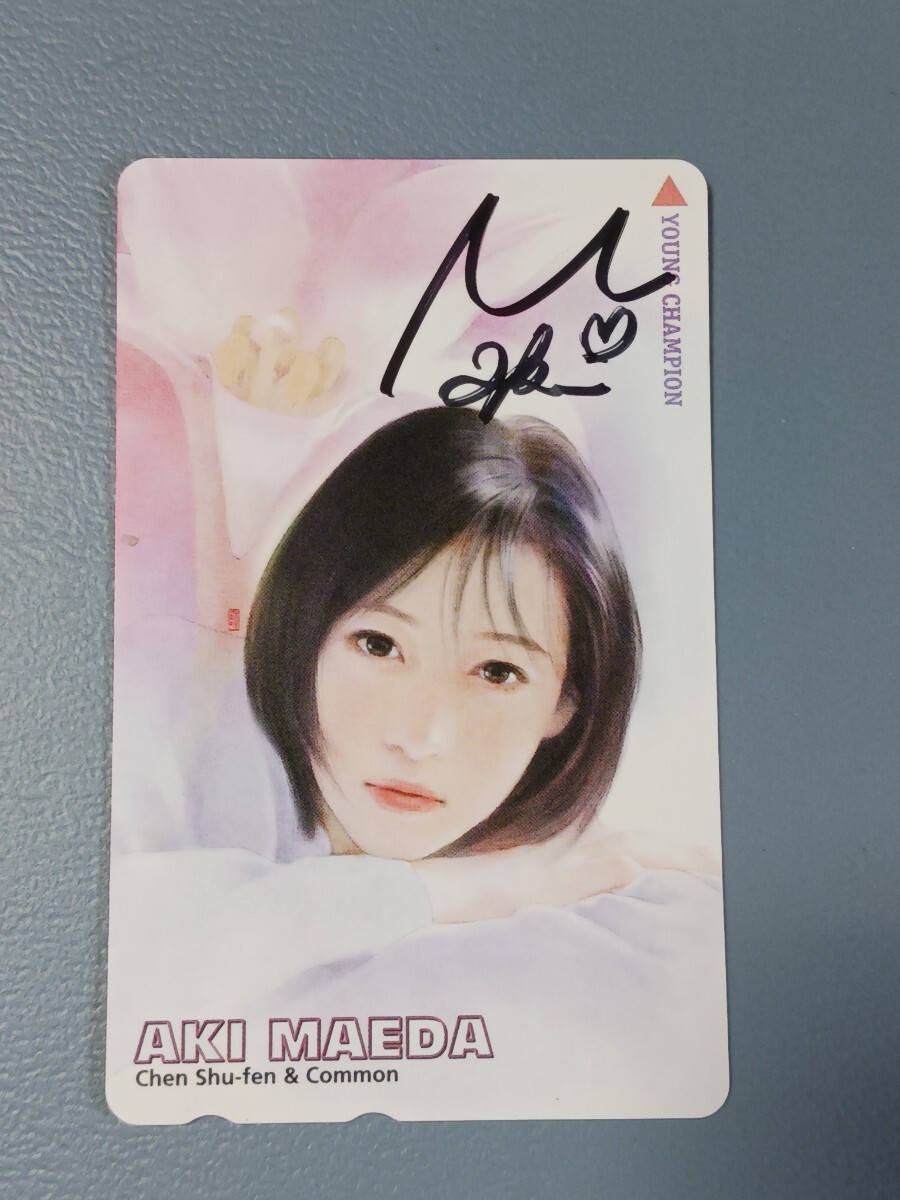 YOUNG CHAMPION
AKI MAEDA
Chen Shu-fen & Common